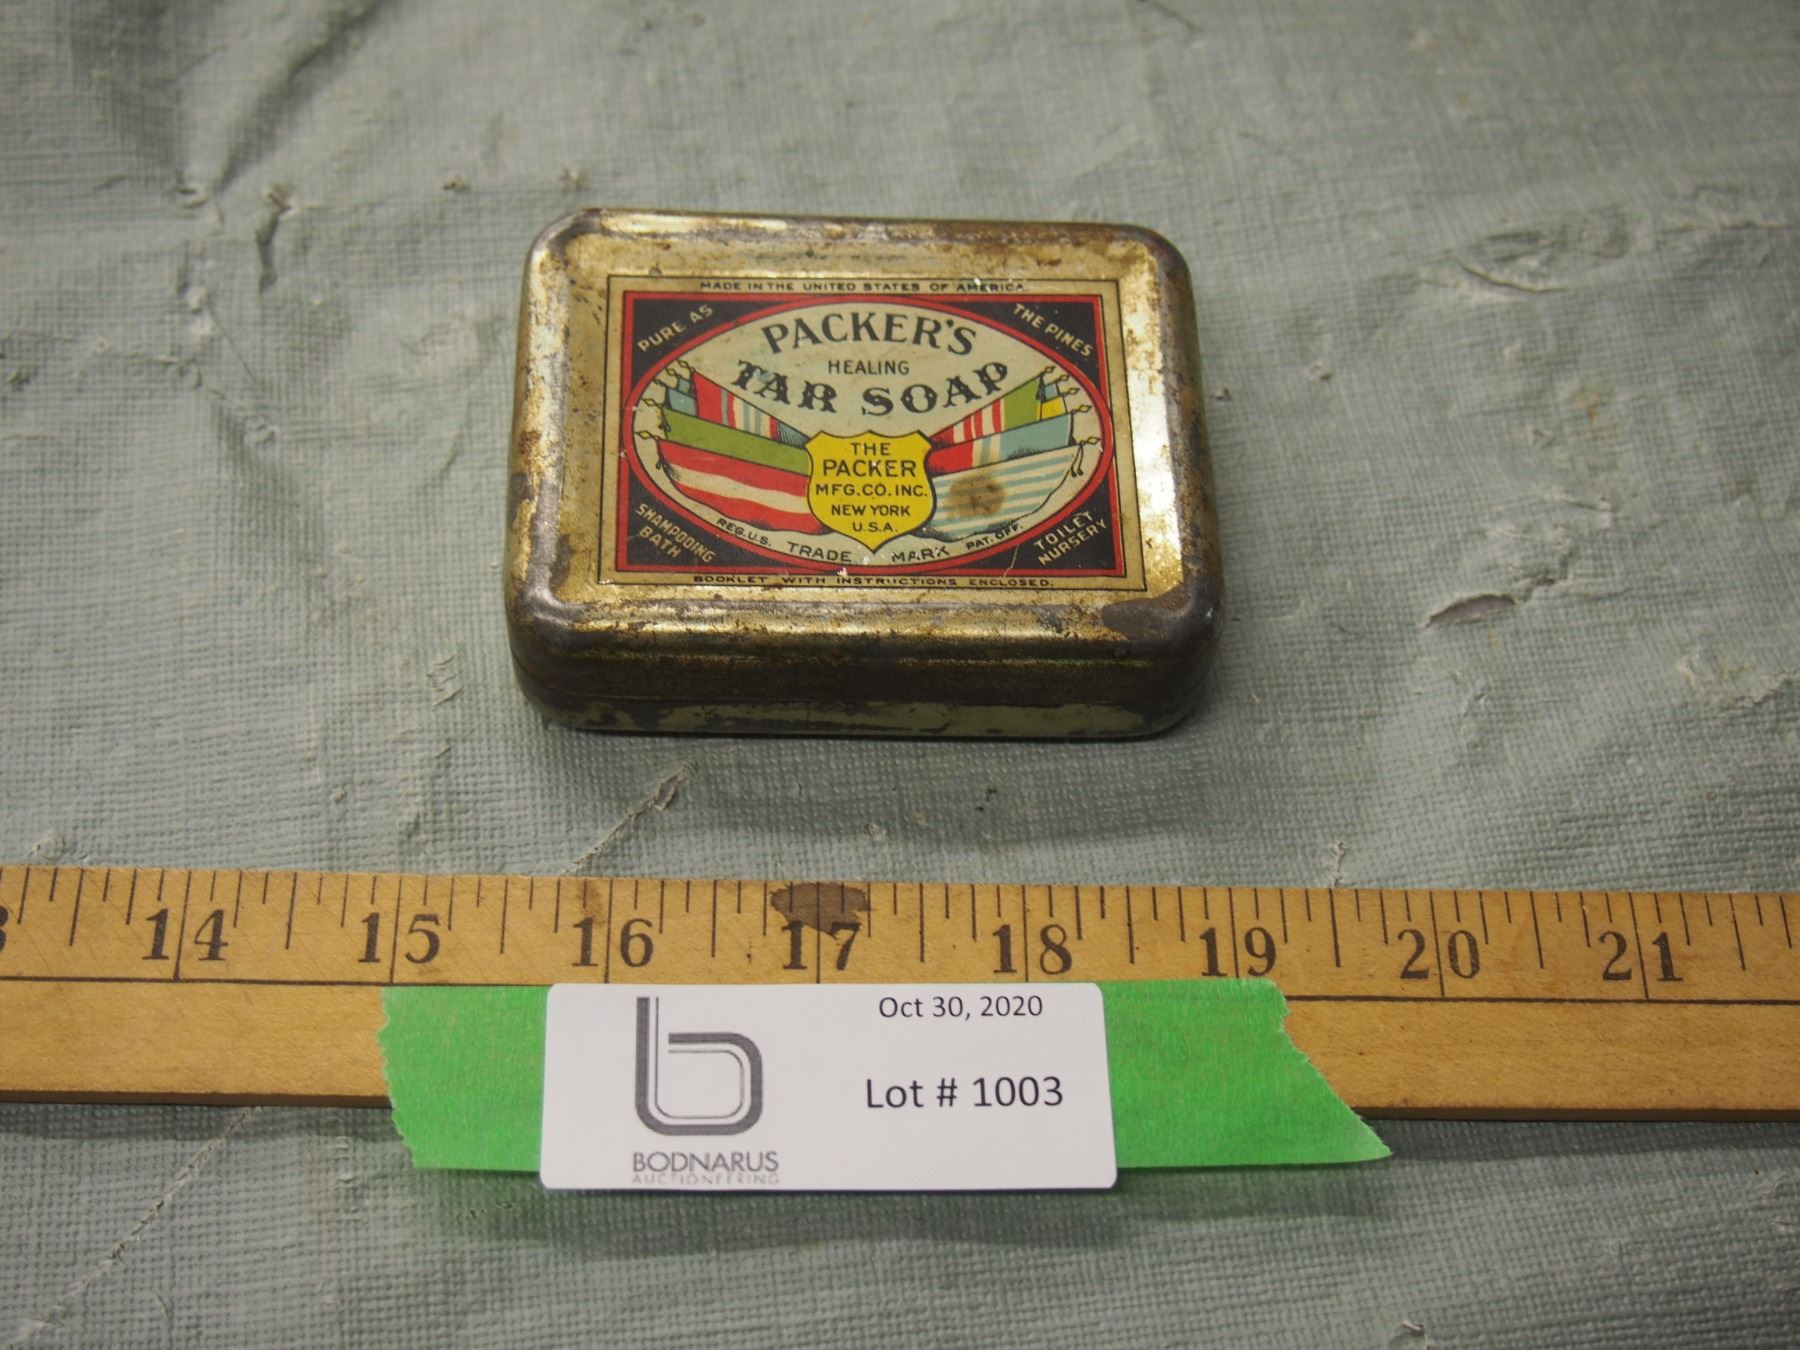 MADE IN THE UNITED STATES OF AMERICA.
PURE AS
THE PINES
PACKER'S
HEALING
TAR SOAP
THE
PACKER
MFG.CO.INC.
NEW YORK
U.S.A.
SHAMPOOING
BATH
TOILET
NURSERY
REG.U.S. TRADE MARK PAT.OFF.
BOOKLET WITH INSTRUCTIONS ENCLOSED.
14 15 16 17 18 19 20 21
Oct 30, 2020
Lot # 1003
BODNARUS
AUCTIONEERING